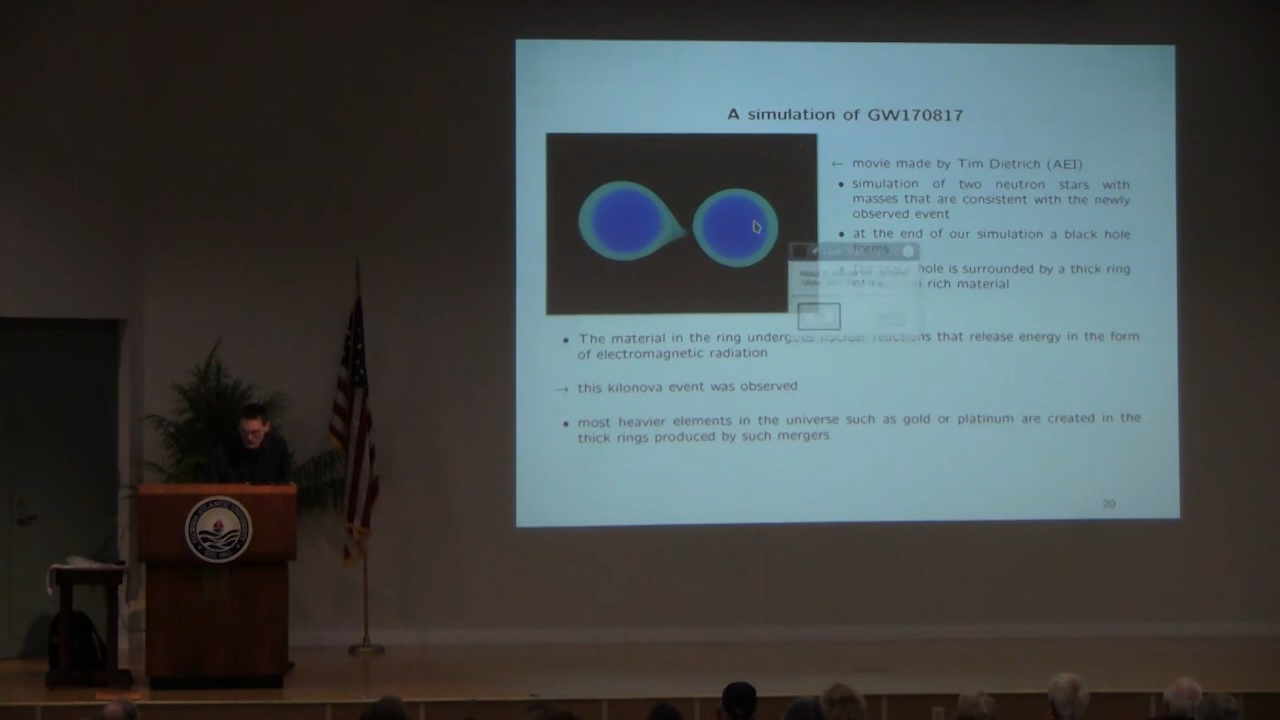 A simulation of GW170817
← movie made by Tim Dietrich (AEI)
• simulation of two neutron stars with
masses that are consistent with the newly
observed event
• at the end of our simulation a black hole
forms
hole is surrounded by a thick ring
rich material
• The material in the ring undergoes nuclear reactions that release energy in the form
of electromagnetic radiation
→ this kilonova event was observed
• most heavier elements in the universe such as gold or platinum are created in the
thick rings produced by such mergers
20